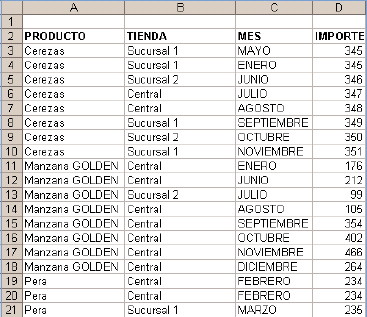 A B C D
1
2 PRODUCTO TIENDA MES IMPORTE
3 Cerezas Sucursal 1 MAYO 345
4 Cerezas Sucursal 1 ENERO 345
5 Cerezas Sucursal 2 JUNIO 346
6 Cerezas Central JULIO 347
7 Cerezas Central AGOSTO 348
8 Cerezas Sucursal 1 SEPTIEMBRE 349
9 Cerezas Sucursal 2 OCTUBRE 350
10 Cerezas Sucursal 1 NOVIEMBRE 351
11 Manzana GOLDEN Central ENERO 176
12 Manzana GOLDEN Central JUNIO 212
13 Manzana GOLDEN Sucursal 2 JULIO 99
14 Manzana GOLDEN Central AGOSTO 105
15 Manzana GOLDEN Central SEPTIEMBRE 354
16 Manzana GOLDEN Central OCTUBRE 402
17 Manzana GOLDEN Central NOVIEMBRE 466
18 Manzana GOLDEN Central DICIEMBRE 264
19 Pera Central FEBRERO 234
20 Pera Central FEBRERO 234
21 Pera Sucursal 1 MARZO 235